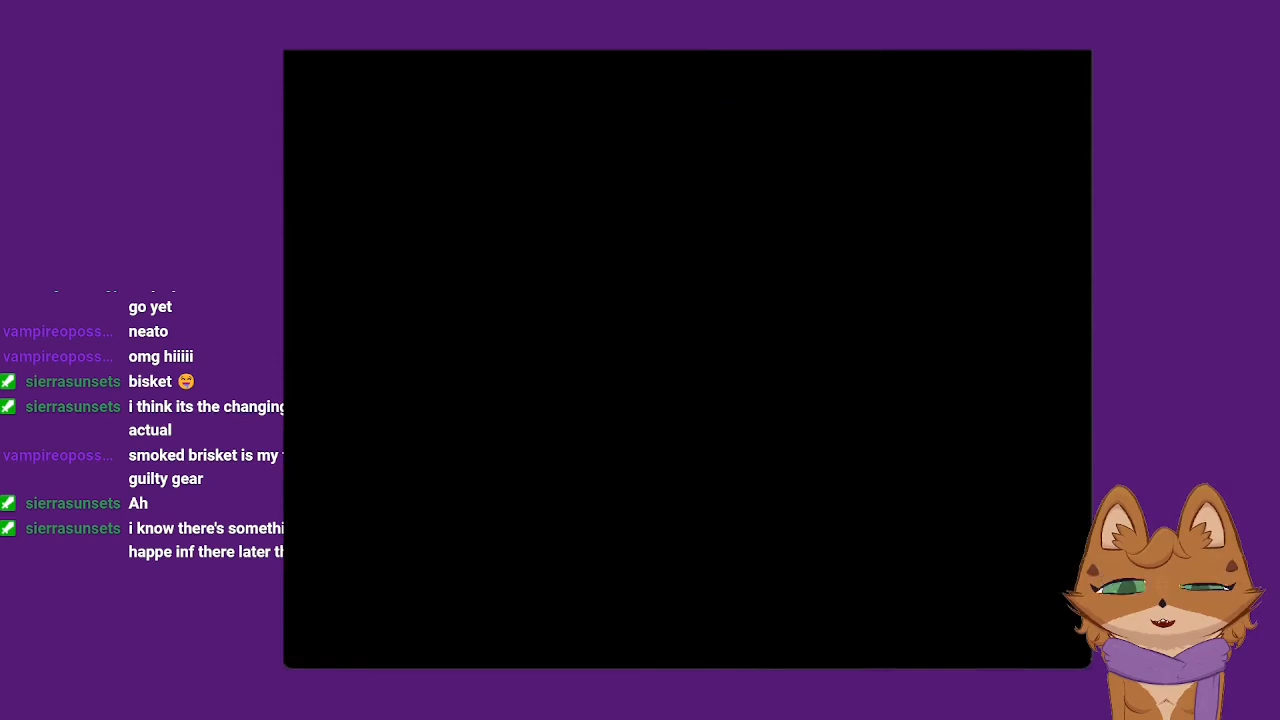 go yet
vampireoposs... neato
vampireoposs... omg hiiiii
sierrasunsets bisket 🤭
sierrasunsets i think its the changing
actual
vampireoposs... smoked brisket is my
guilty gear
sierrasunsets Ah
sierrasunsets i know there's somethi
happe inf there later th